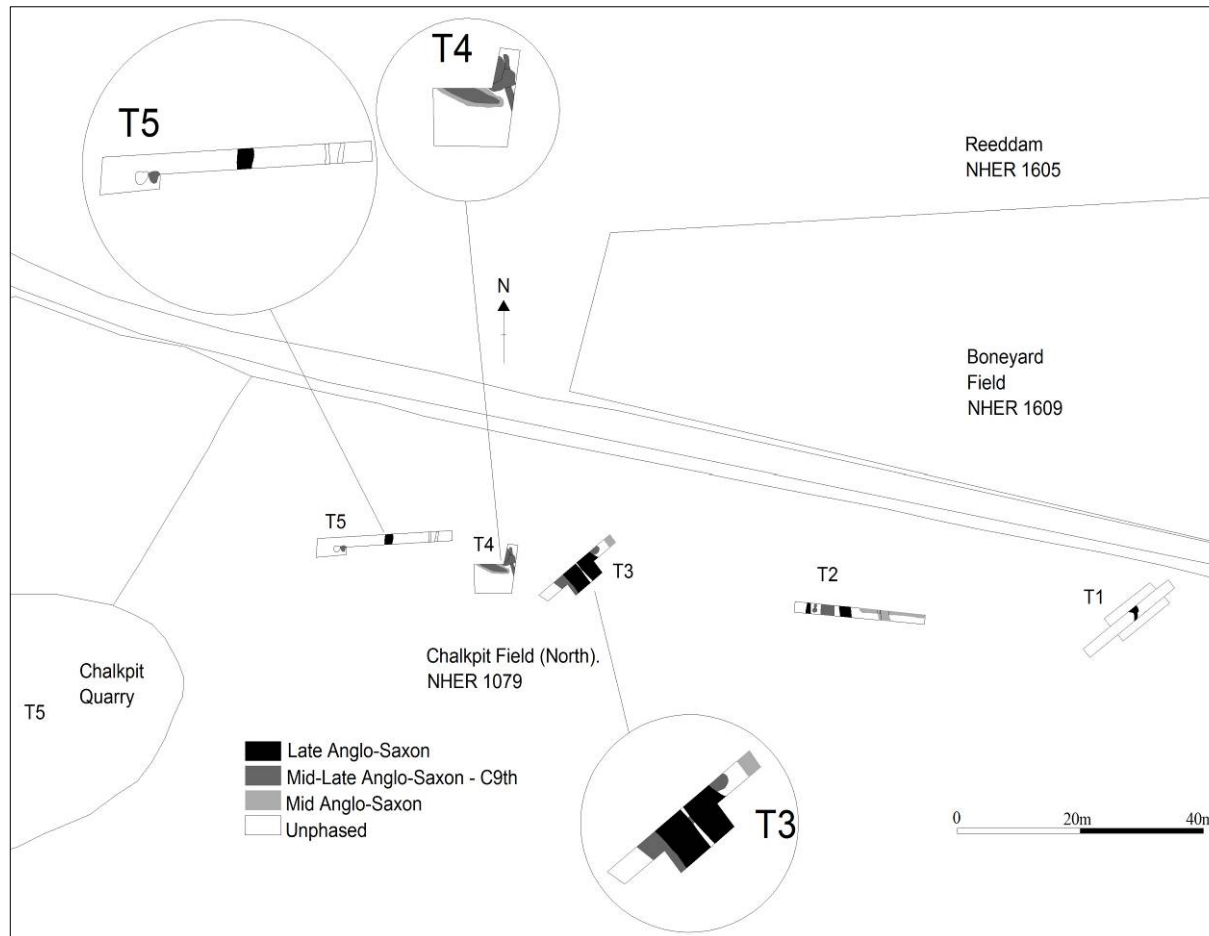 T4
T5
Reeddam
NHER 1605
N
Boneyard
Field
NHER 1609
T5
T4
T3
T2
T1
Chalkpit Field (North).
NHER 1079
Chalkpit
Quarry
T5
Late Anglo-Saxon
Mid-Late Anglo-Saxon - C9th
Mid Anglo-Saxon
Unphased
T3
0 20m 40m